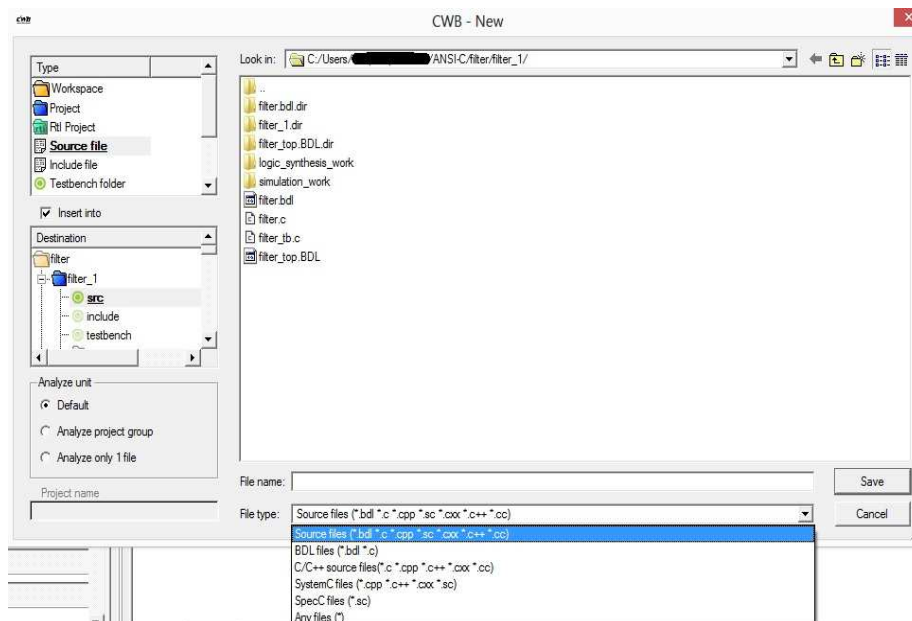 CWB
CWB - New
Type
Workspace
Project
Rtl Project
Source file
Include file
Testbench folder
Insert into
Destination
filter
filter_1
src
include
testbench
Analyze unit
Default
Analyze project group
Analyze only 1 file
Project name
Look in: C:/Users/ /ANSI-C/filter/filter_1/
..
filter.bdl.dir
filter_1.dir
filter_top.BDL.dir
logic_synthesis_work
simulation_work
filter.bdl
filter.c
filter_tb.c
filter_top.BDL
File name:
Save
File type: Source files (*.bdl *.c *.cpp *.sc *.cxx *.c++ *.cc)
Cancel
Source files (*.bdl *.c *.cpp *.sc *.cxx *.c++ *.cc)
BDL files (*.bdl *.c)
C/C++ source files(*.c *.cpp *.c++ *.cxx *.cc)
SystemC files (*.cpp *.c++ *.cxx *.sc)
SpecC files (*.sc)
Any files (*)